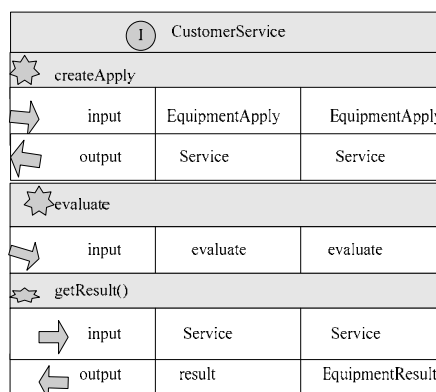 I CustomerService
createApply
input EquipmentApply EquipmentApply
output Service Service
evaluate
input evaluate evaluate
getResult()
input Service Service
output result EquipmentResult